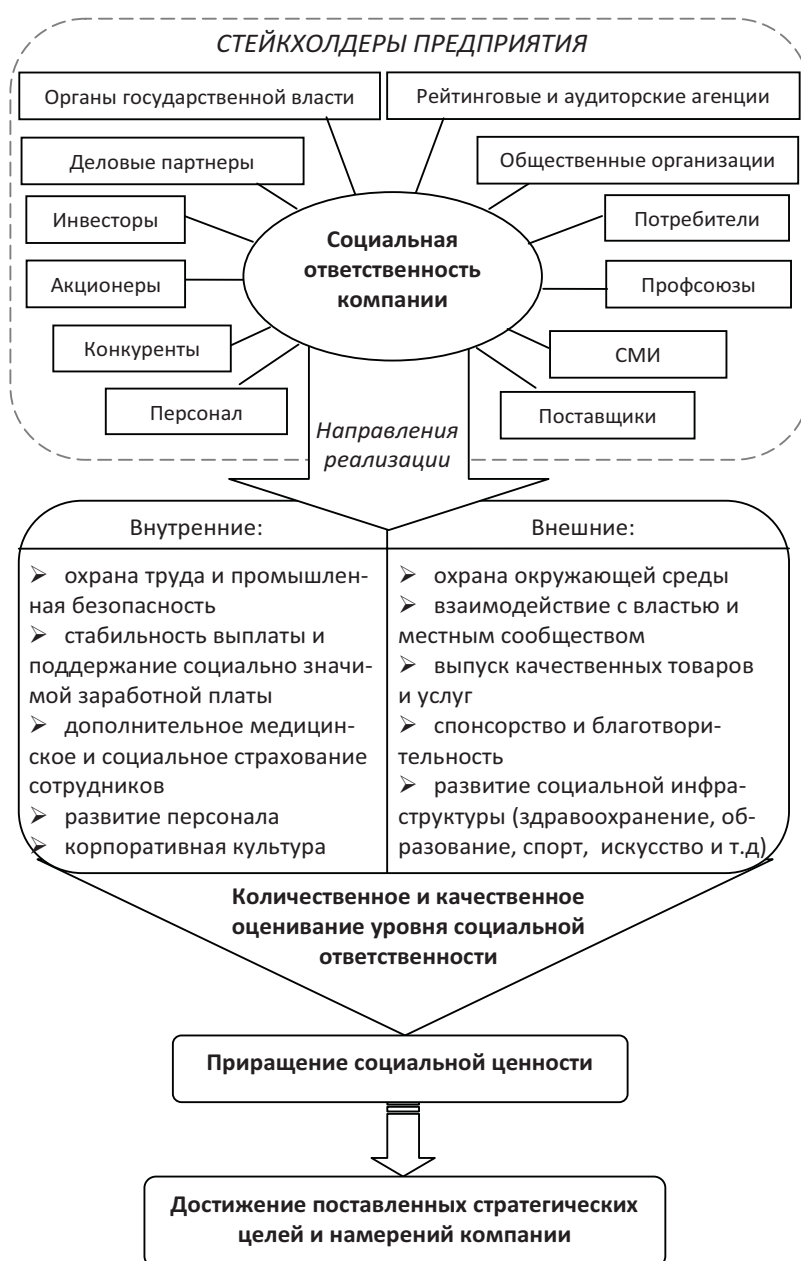 СТЕЙКХОЛДЕРЫ ПРЕДПРИЯТИЯ
Органы государственной власти
Рейтинговые и аудиторские агенции
Деловые партнеры
Общественные организации
Инвесторы
Потребители
Социальная
ответственность
компании
Акционеры
Профсоюзы
Конкуренты
СМИ
Персонал
Поставщики
Направления
реализации
Внутренние:
➢ охрана труда и промышлен-
ная безопасность
➢ стабильность выплаты и
поддержание социально значи-
мой заработной платы
➢ дополнительное медицин-
ское и социальное страхование
сотрудников
➢ развитие персонала
➢ корпоративная культура
Внешние:
➢ охрана окружающей среды
➢ взаимодействие с властью и
местным сообществом
➢ выпуск качественных товаров
и услуг
➢ спонсорство и благотвори-
тельность
➢ развитие социальной инфра-
структуры (здравоохранение, об-
разование, спорт, искусство и т.д)
Количественное и качественное
оценивание уровня социальной
ответственности
Приращение социальной ценности
Достижение поставленных стратегических
целей и намерений компании